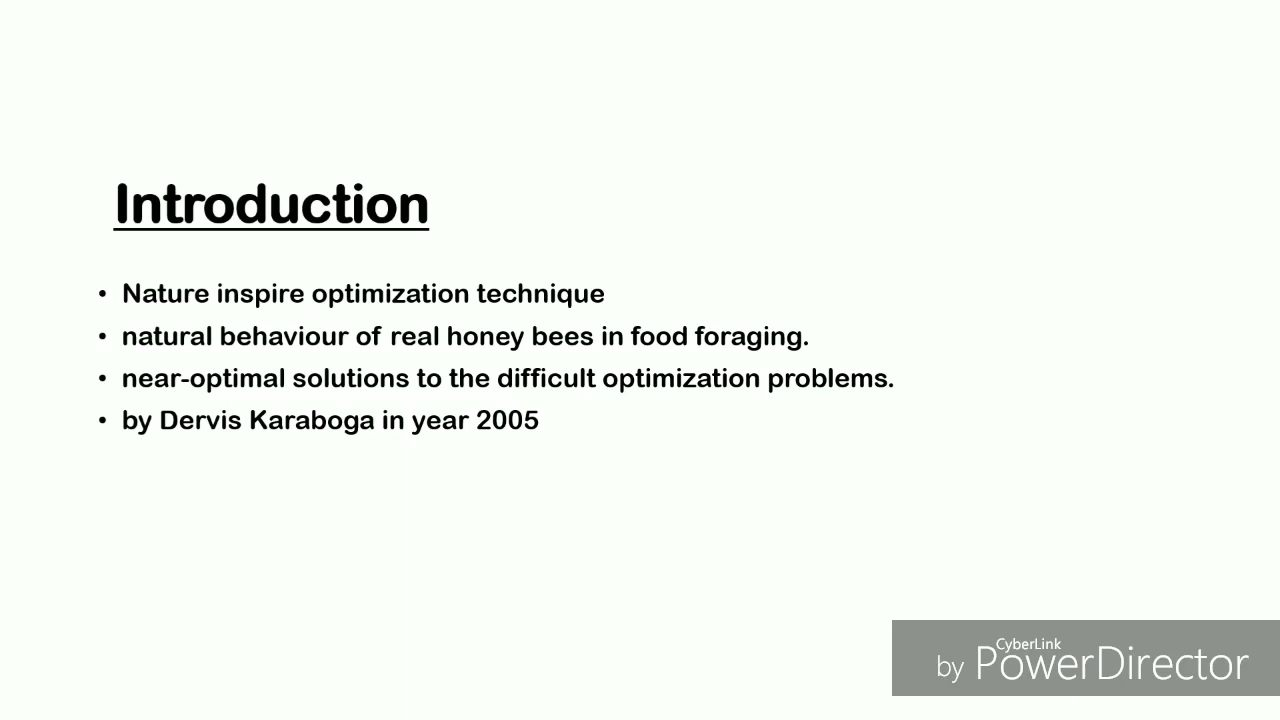 Introduction
• Nature inspire optimization technique
• natural behaviour of real honey bees in food foraging.
• near-optimal solutions to the difficult optimization problems.
• by Dervis Karaboga in year 2005
CyberLink
by PowerDirector